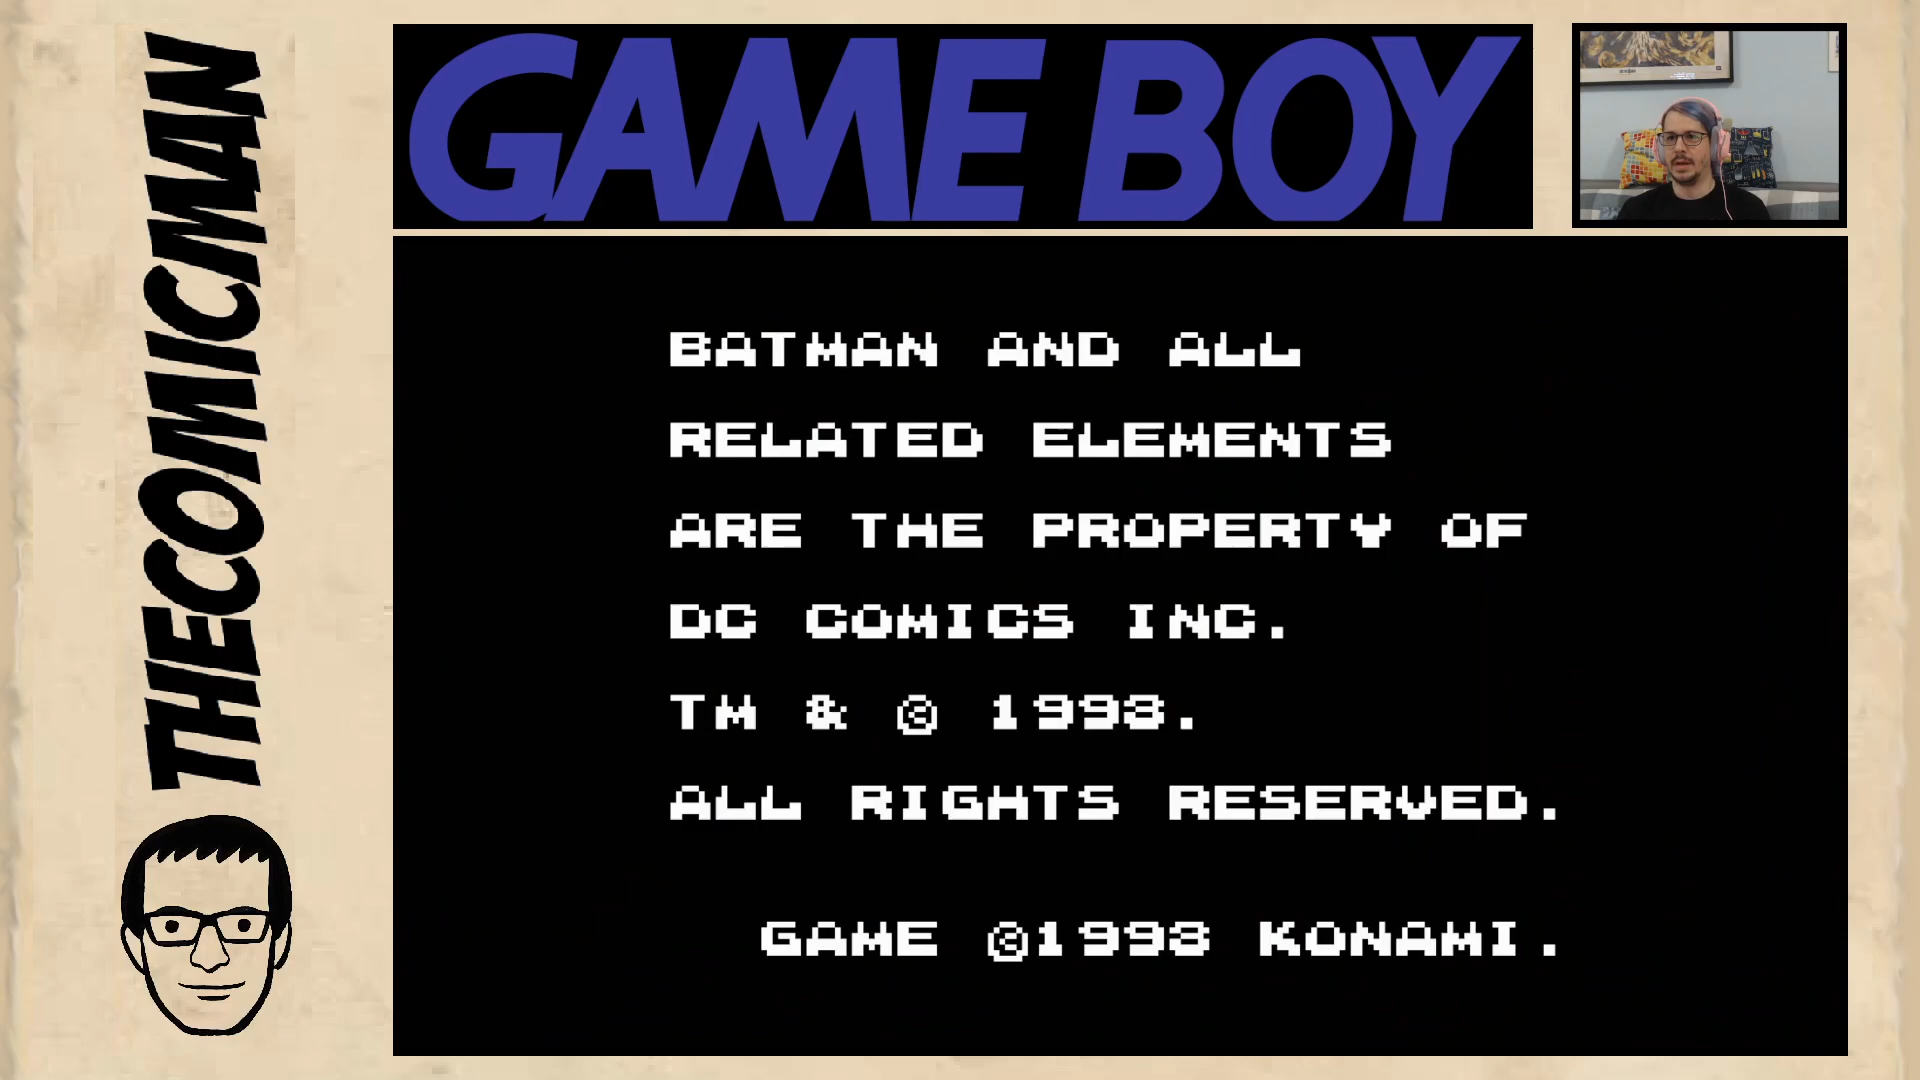 THECOMICMAN
GAME BOY
BATMAN AND ALL
RELATED ELEMENTS
ARE THE PROPERTY OF
DC COMICS INC.
TM & © 1993.
ALL RIGHTS RESERVED.
GAME ©1993 KONAMI.